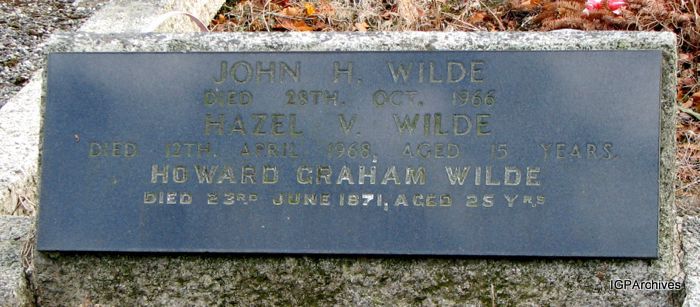 JOHN H. WILDE
DIED 28TH. OCT. 1966
HAZEL V. WILDE
DIED 12TH. APRIL 1968, AGED 15 YEARS.
HOWARD GRAHAM WILDE
DIED 23RD JUNE 1871, AGED 25 YRS
IGPArchives